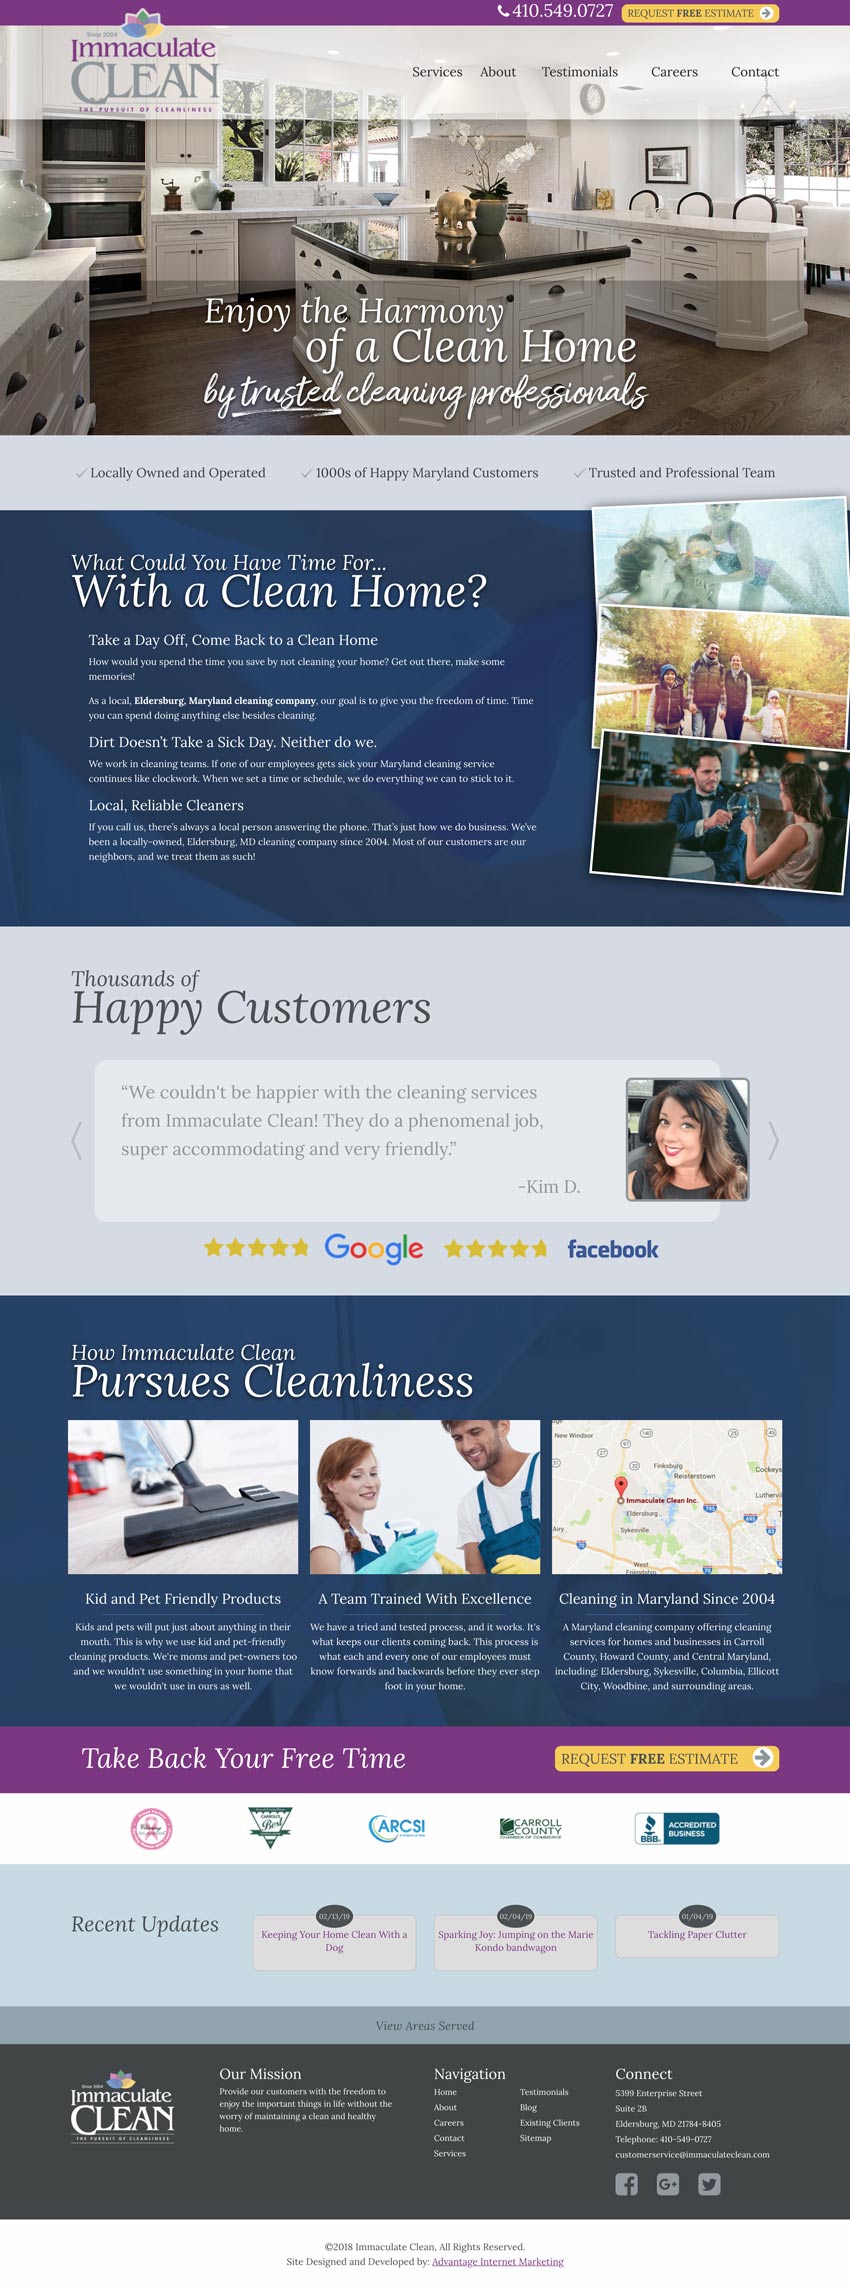 410.549.0727
REQUEST FREE ESTIMATE
Since 2004
Immaculate
CLEAN
THE PURSUIT OF CLEANLINESS
Services About Testimonials Careers Contact
Enjoy the Harmony
of a Clean Home
by trusted cleaning professionals
Locally Owned and Operated
1000s of Happy Maryland Customers
Trusted and Professional Team
What Could You Have Time For...
With a Clean Home?
Take a Day Off, Come Back to a Clean Home
How would you spend the time you save by not cleaning your home? Get out there, make some
memories!
As a local, Eldersburg, Maryland cleaning company, our goal is to give you the freedom of time. Time
you can spend doing anything else besides cleaning.
Dirt Doesn't Take a Sick Day. Neither do we.
We work in cleaning teams. If one of our employees gets sick your Maryland cleaning service
continues like clockwork. When we set a time or schedule, we do everything we can to stick to it.
Local, Reliable Cleaners
If you call us, there's always a local person answering the phone. That's just how we do business. We've
been a locally-owned, Eldersburg, MD cleaning company since 2004. Most of our customers are our
neighbors, and we treat them as such!
Thousands of
Happy Customers
“We couldn't be happier with the cleaning services
from Immaculate Clean! They do a phenomenal job,
super accommodating and very friendly.”
-Kim D.
Google
facebook
How Immaculate Clean
Pursues Cleanliness
New Windsor
140
25
45
97
27
32
31
Finksburg
Reisterstown
Cockeys
Immaculate Clean Inc.
Luthervil
Eldersburg
795
695
83
Airy
Sykesville
70
West
Friendship
70
Kid and Pet Friendly Products
Kids and pets will put just about anything in their
mouth. This is why we use kid and pet-friendly
cleaning products. We're moms and pet-owners too
and we wouldn't use something in your home that
we wouldn't use in ours as well.
A Team Trained With Excellence
We have a tried and tested process, and it works. It's
what keeps our clients coming back. This process is
what each and every one of our employees must
know forwards and backwards before they ever step
foot in your home.
Cleaning in Maryland Since 2004
A Maryland cleaning company offering cleaning
services for homes and businesses in Carroll
County, Howard County, and Central Maryland,
including: Eldersburg, Sykesville, Columbia, Ellicott
City, Woodbine, and surrounding areas.
Take Back Your Free Time
REQUEST FREE ESTIMATE
Cleaning
CARROLL'S
Best
ARCSI
CARROLL
COUNTY
CHAMBER OF COMMERCE
BBB
ACCREDITED
BUSINESS
Recent Updates
02/13/19
Keeping Your Home Clean With a
Dog
02/04/19
Sparking Joy: Jumping on the Marie
Kondo bandwagon
01/04/19
Tackling Paper Clutter
View Areas Served
Since 2004
Immaculate
CLEAN
THE PURSUIT OF CLEANLINESS
Our Mission
Provide our customers with the freedom to
enjoy the important things in life without the
worry of maintaining a clean and healthy
home.
Navigation
Home
About
Careers
Contact
Services
Testimonials
Blog
Existing Clients
Sitemap
Connect
5399 Enterprise Street
Suite 2B
Eldersburg, MD 21784-8405
Telephone: 410-549-0727
customerservice@immaculateclean.com
©2018 Immaculate Clean, All Rights Reserved.
Site Designed and Developed by: Advantage Internet Marketing